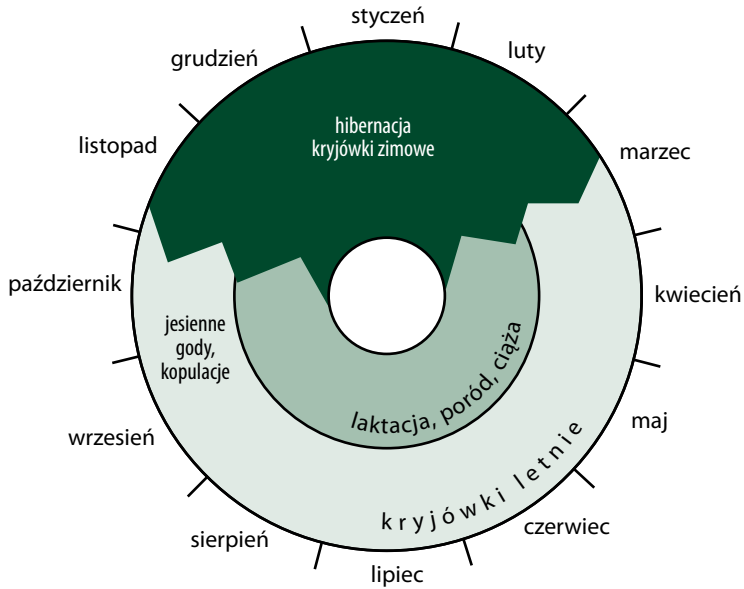 styczeń
luty
marzec
kwiecień
maj
czerwiec
lipiec
sierpień
wrzesień
październik
listopad
grudzień
hibernacja
kryjówki zimowe
jesienne
gody,
kopulacje
laktacja, poród, ciąża
kryjówki letnie